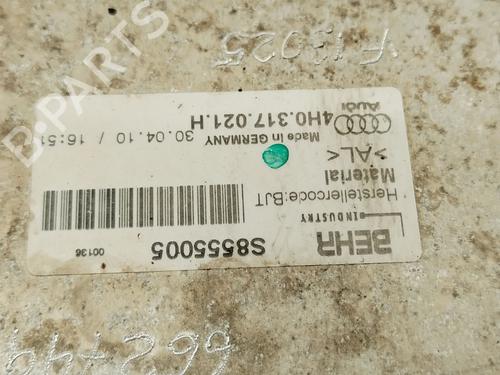 BEHR
INDUSTRY
S8555005
00136
Herstellercode:BJT
Material
>AL<
Made in GERMANY
30.04.10 / 16:51
4H0.317.021.H
Audi
F13025
B-PARTS